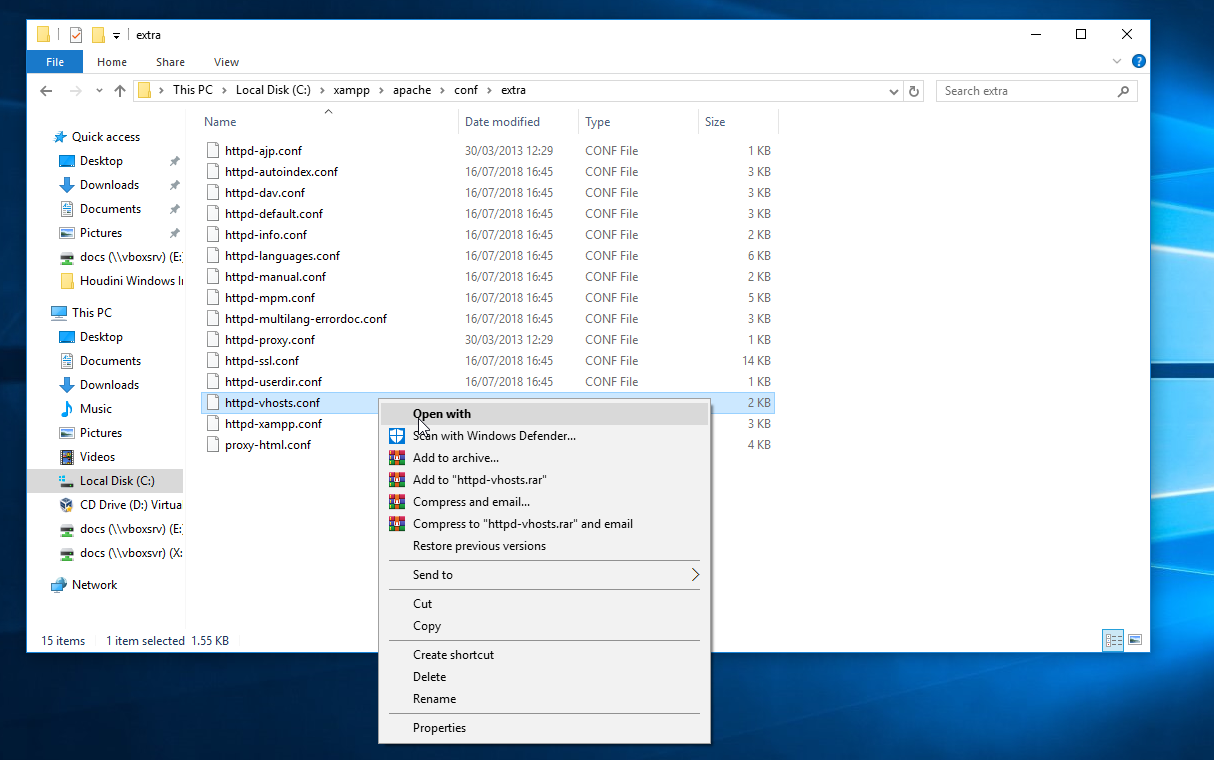 extra
File Home Share View
This PC Local Disk (C:) xampp apache conf extra
Search extra
Name Date modified Type Size
Quick access
Desktop
Downloads
Documents
Pictures
docs (\\vboxsrv) (E:
Houdini Windows I
This PC
Desktop
Documents
Downloads
Music
Pictures
Videos
Local Disk (C:)
CD Drive (D:) Virtua
docs (\\vboxsrv) (E:
docs (\\vboxsvr) (X:
Network
httpd-ajp.conf 30/03/2013 12:29 CONF File 1 KB
httpd-autoindex.conf 16/07/2018 16:45 CONF File 3 KB
httpd-dav.conf 16/07/2018 16:45 CONF File 3 KB
httpd-default.conf 16/07/2018 16:45 CONF File 3 KB
httpd-info.conf 16/07/2018 16:45 CONF File 2 KB
httpd-languages.conf 16/07/2018 16:45 CONF File 6 KB
httpd-manual.conf 16/07/2018 16:45 CONF File 2 KB
httpd-mpm.conf 16/07/2018 16:45 CONF File 5 KB
httpd-multilang-errordoc.conf 16/07/2018 16:45 CONF File 3 KB
httpd-proxy.conf 30/03/2013 12:29 CONF File 1 KB
httpd-ssl.conf 16/07/2018 16:45 CONF File 14 KB
httpd-userdir.conf 16/07/2018 16:45 CONF File 1 KB
httpd-vhosts.conf 2 KB
httpd-xampp.conf 3 KB
proxy-html.conf 4 KB
Open with
Scan with Windows Defender...
Add to archive...
Add to "httpd-vhosts.rar"
Compress and email...
Compress to "httpd-vhosts.rar" and email
Restore previous versions
Send to
Cut
Copy
Create shortcut
Delete
Rename
Properties
15 items 1 item selected 1.55 KB